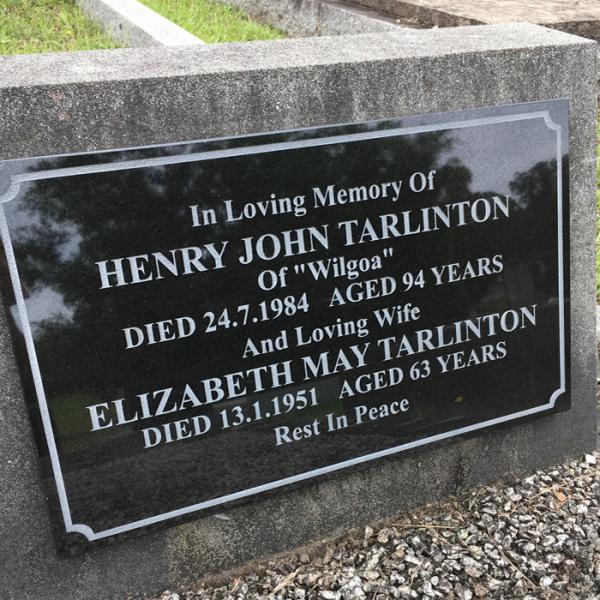 In Loving Memory Of
HENRY JOHN TARLINTON
Of "Wilgoa"
DIED 24.7.1984 AGED 94 YEARS
And Loving Wife
ELIZABETH MAY TARLINTON
DIED 13.1.1951 AGED 63 YEARS
Rest In Peace